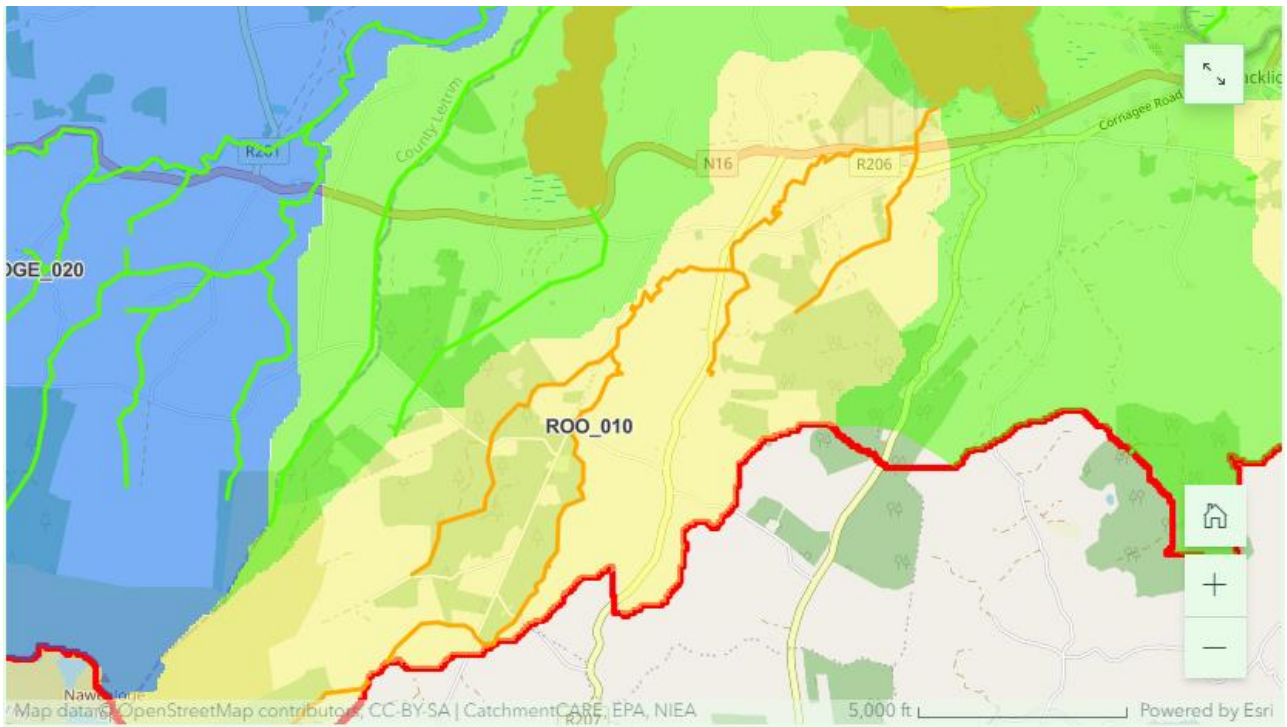 County Leitrim
N16
R206
Cornagee Road
acklic
DGE_020
ROO_010
R207
Map data © OpenStreetMap contributors, CC-BY-SA | CatchmentCARE, EPA, NIEA
5,000 ft
Powered by Esri